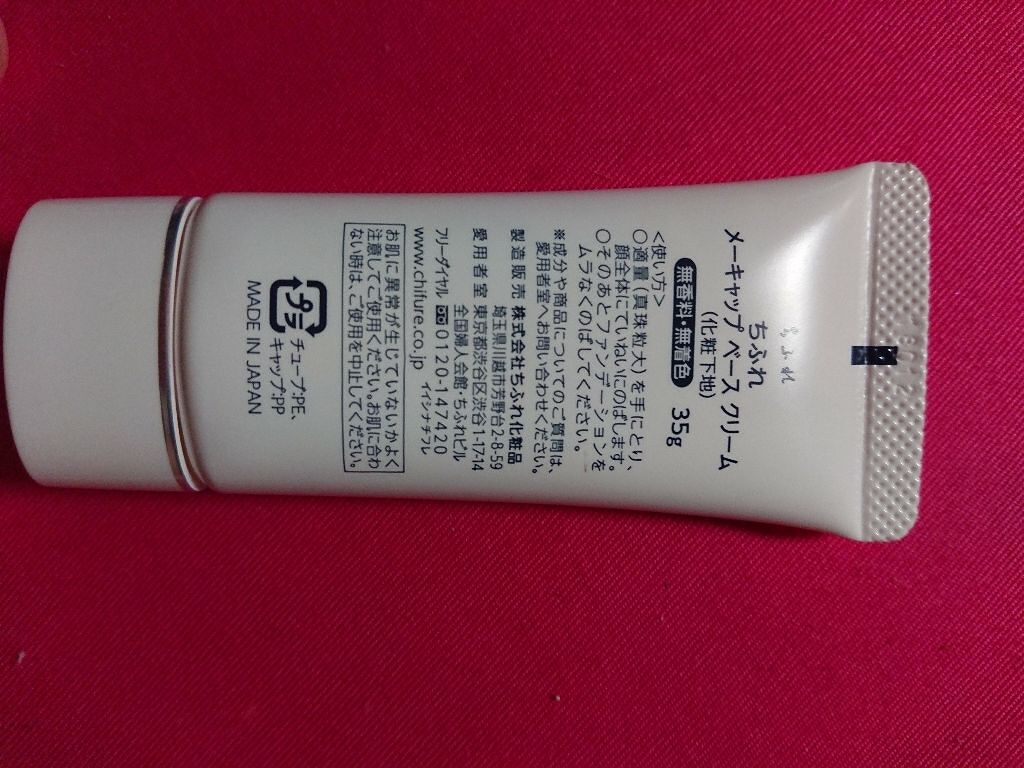 ちふれ
ちふれ
メーキャップ ベース クリーム
(化粧下地)
無香料・無着色 35g
<使い方>
○適量(真珠粒大)を手にとり、
顔全体にていねいにのばします。
○そのあとファンデーションを
ムラなくのばしてください。
※成分や商品についてのご質問は、
愛用者室へお問い合わせください。
製造販売 株式会社ちふれ化粧品
埼玉県川越市芳野台2-8-59
愛用者室 東京都渋谷区渋谷1-17-14
全国婦人会館・ちふれビル
フリーダイヤル 0120-147420
イイシナチフレ
www.chifure.co.jp
お肌に異常が生じていないかよく
注意してご使用ください。お肌に合わ
ない時は、ご使用を中止してください。
プラ
チューブ:PE、
キャップ:PP
MADE IN JAPAN